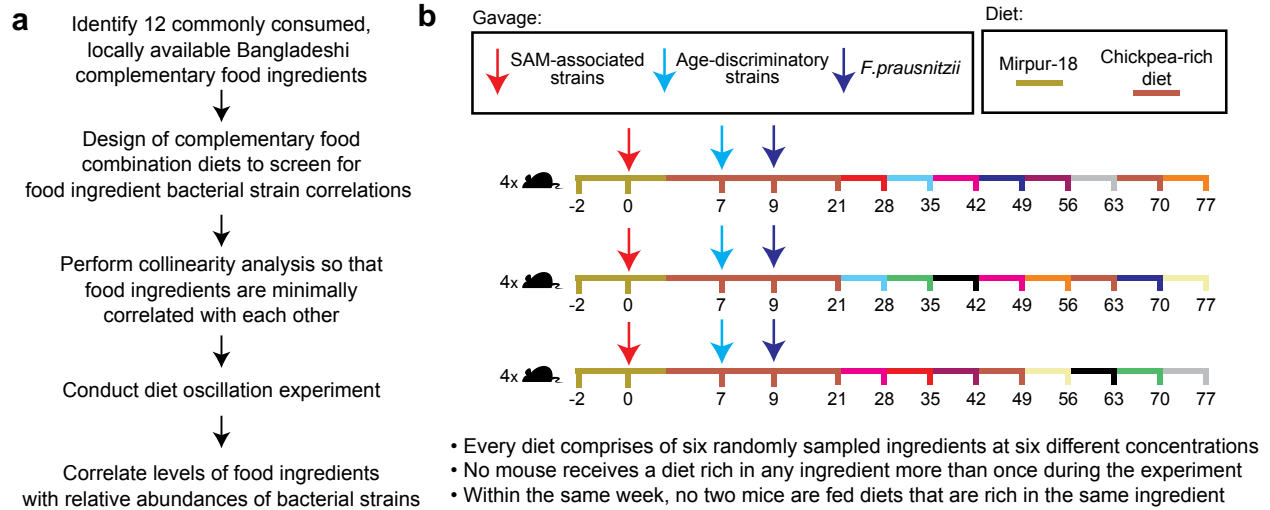 a
Identify 12 commonly consumed,
locally available Bangladeshi
complementary food ingredients
Design of complementary food
combination diets to screen for
food ingredient bacterial strain correlations
Perform collinearity analysis so that
food ingredients are minimally
correlated with each other
Conduct diet oscillation experiment
Correlate levels of food ingredients
with relative abundances of bacterial strains
b
Gavage:
SAM-associated
strains
Age-discriminatory
strains
F.prausnitzii
Diet:
Mirpur-18
Chickpea-rich
diet
4x
-2 0 7 9 21 28 35 42 49 56 63 70 77
4x
-2 0 7 9 21 28 35 42 49 56 63 70 77
4x
-2 0 7 9 21 28 35 42 49 56 63 70 77
• Every diet comprises of six randomly sampled ingredients at six different concentrations
• No mouse receives a diet rich in any ingredient more than once during the experiment
• Within the same week, no two mice are fed diets that are rich in the same ingredient